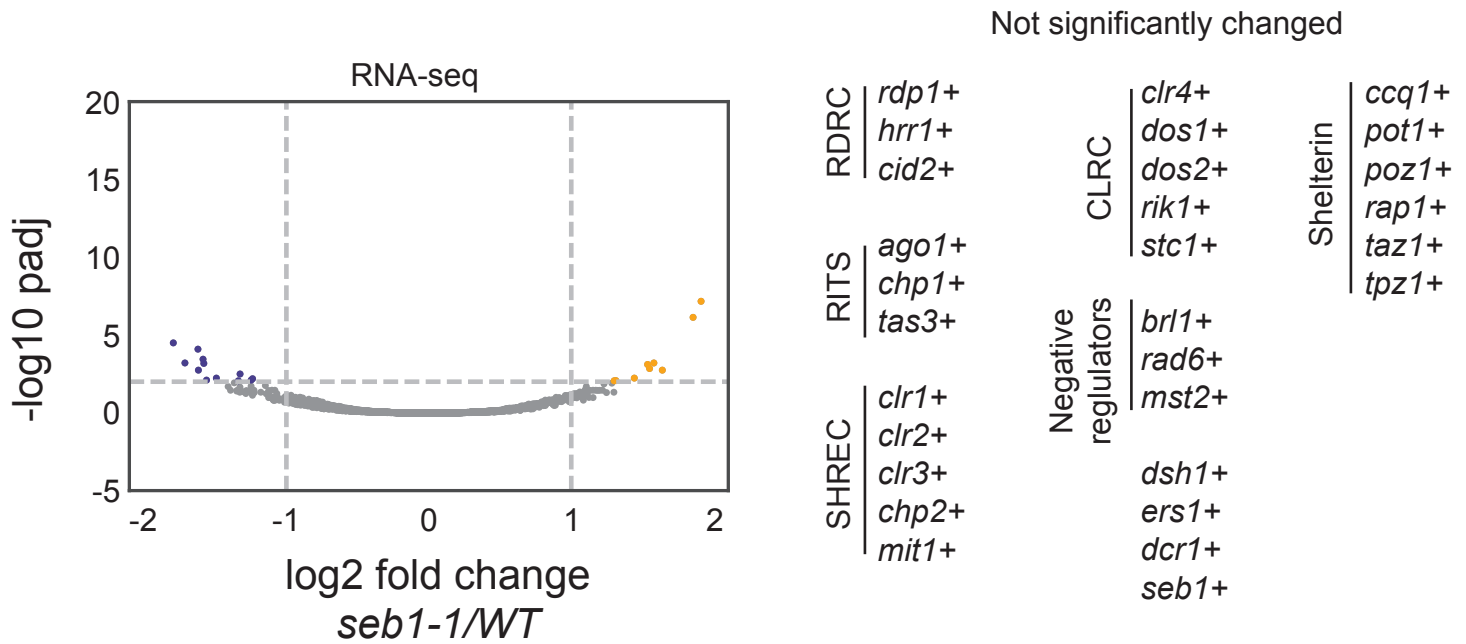 Not significantly changed
RNA-seq
20
15
10
5
0
-5
-log10 padj
-2
-1
0
1
2
log2 fold change
seb1-1/WT
RDRC
rdp1+
hrr1+
cid2+
RITS
ago1+
chp1+
tas3+
SHREC
clr1+
clr2+
clr3+
chp2+
mit1+
CLRC
clr4+
dos1+
dos2+
rik1+
stc1+
Negative
reglulators
brl1+
rad6+
mst2+
dsh1+
ers1+
dcr1+
seb1+
Shelterin
ccq1+
pot1+
poz1+
rap1+
taz1+
tpz1+